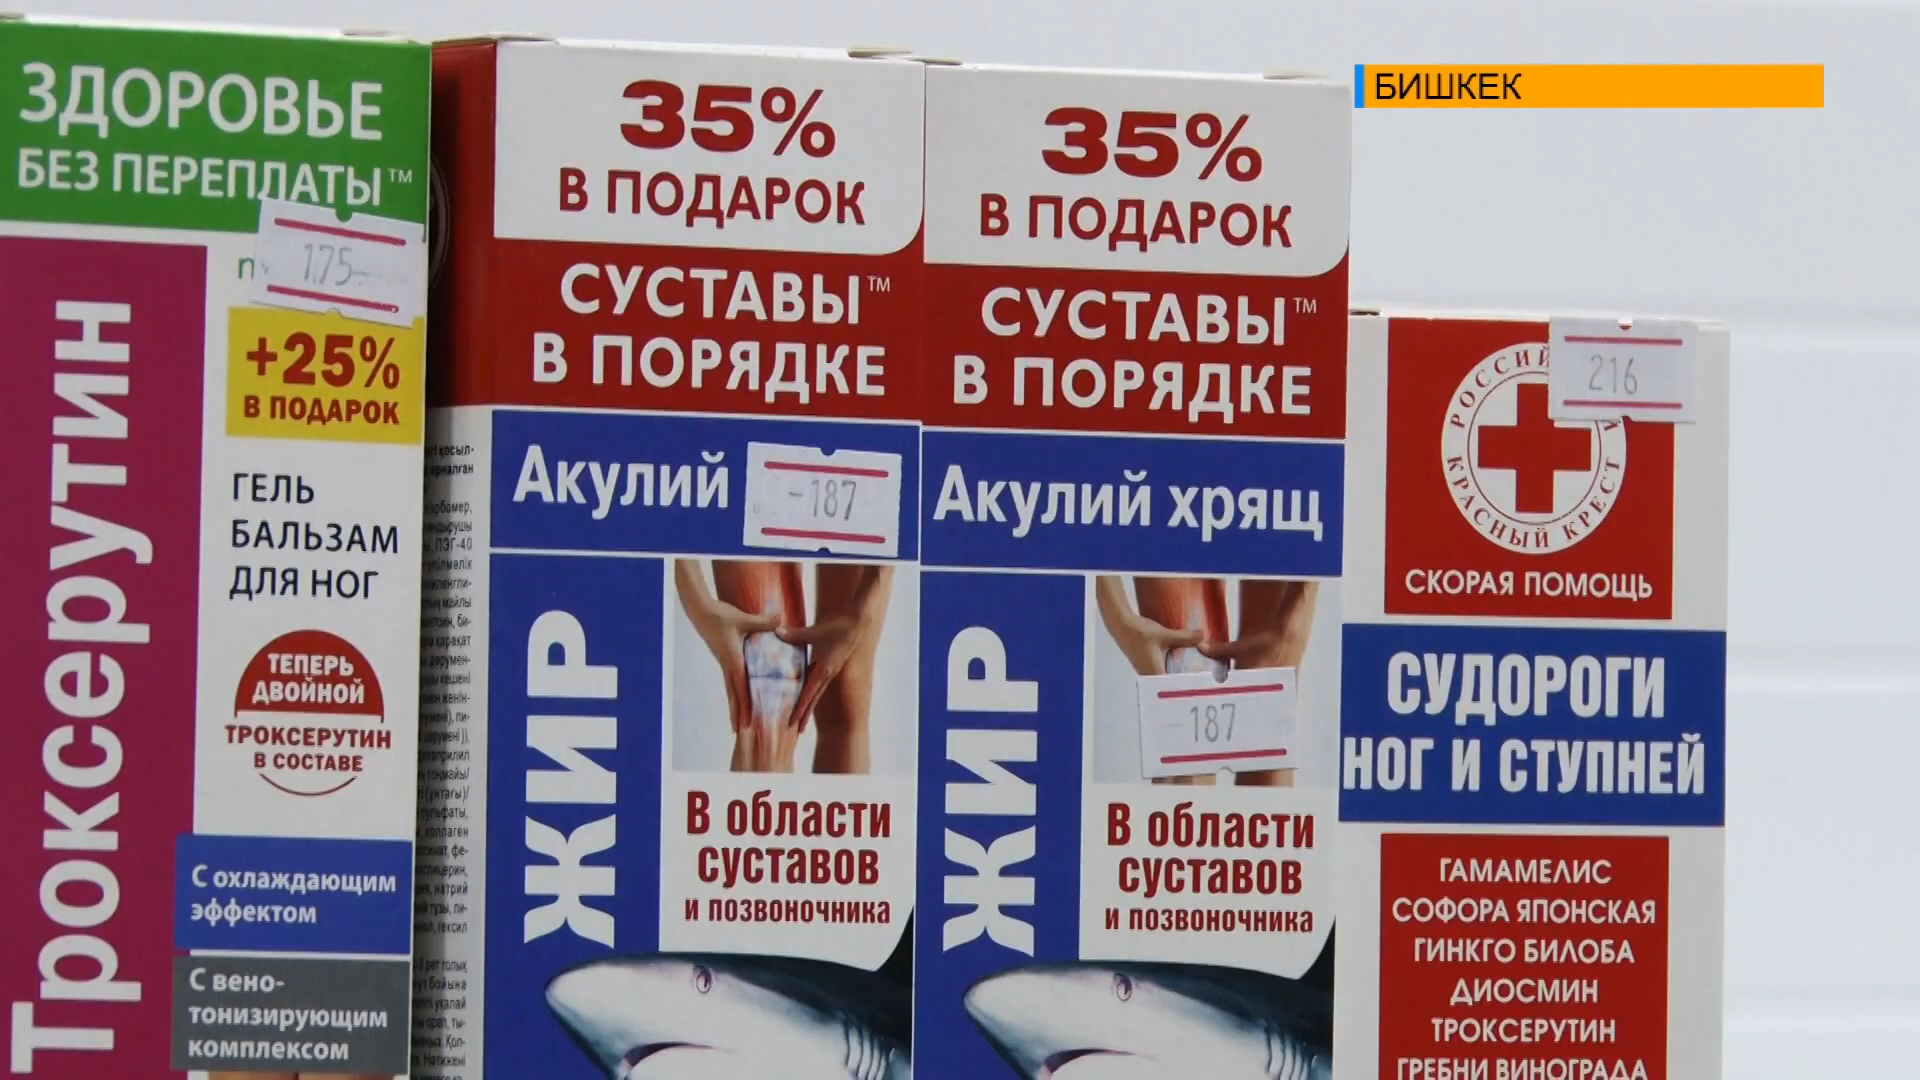 БИШКЕК
ЗДОРОВЬЕ
БЕЗ ПЕРЕПЛАТЫ™
175
+25%
В ПОДАРОК
Троксерутин
ГЕЛЬ
БАЛЬЗАМ
ДЛЯ НОГ
ТЕПЕРЬ
ДВОЙНОЙ
ТРОКСЕРУТИН
В СОСТАВЕ
С охлаждающим
эффектом
С вено-
тонизирующим
комплексом
35%
В ПОДАРОК
СУСТАВЫ™
В ПОРЯДКЕ
Акулий
-187
ЖИР
В области
суставов
и позвоночника
35%
В ПОДАРОК
СУСТАВЫ™
В ПОРЯДКЕ
Акулий хрящ
ЖИР
187
В области
суставов
и позвоночника
216
КРАСНЫЙ КРЕСТ
СКОРАЯ ПОМОЩЬ
СУДОРОГИ
НОГ И СТУПНЕЙ
ГАМАМЕЛИС
СОФОРА ЯПОНСКАЯ
ГИНКГО БИЛОБА
ДИОСМИН
ТРОКСЕРУТИН
ГРЕБНИ ВИНОГРАДА